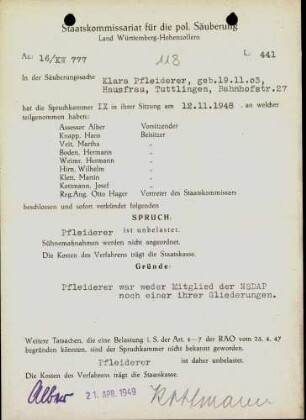 Staatskommissariat für die pol. Säuberung
Land Württemberg-Hohenzollern
Az: 16/XII 777 118 L 441
In der Säuberungssache Klara Pfleiderer, geb.19.11.03,
Hausfrau, Tuttlingen, Bahnhofstr.27
hat die Spruchkammer IX in ihrer Sitzung am 12.11.1948 an welcher
teilgenommen haben:
Assessor Alber Vorsitzender
Knapp, Hans Beisitzer
Veit, Martha "
Boden, Hermann "
Weiner, Hermann "
Hirn, Wilhelm "
Klett, Martin "
Kottmann, Josef "
Reg.Ang. Otto Hager Vertreter des Staatskommissars
beschlossen und sofort verkündet folgenden
SPRUCH:
Pfleiderer ist unbelastet.
Sühnemaßnahmen werden nicht angeordnet.
Die Kosten des Verfahrens trägt die Staatskasse.
Gründe:
Pfleiderer war weder Mitglied der NSDAP
noch einer ihrer Gliederungen.
Weitere Tatsachen, die eine Belastung i. S. der Art. 4-7 der RAO vom 25. 4. 47
begründen können, sind der Spruchkammer nicht bekannt geworden.
Pfleiderer ist daher unbelastet.
Die Kosten des Verfahrens trägt die Staatskasse.
Alber 21. APR. 1949 Kottmann